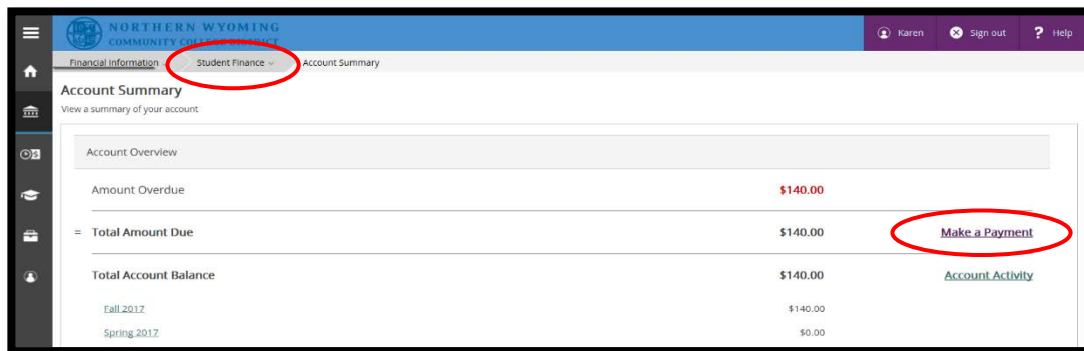 NORTHERN WYOMING
COMMUNITY COLLEGE DISTRICT
Karen Sign out ? Help
Financial Information Student Finance Account Summary
Account Summary
View a summary of your account
Account Overview
Amount Overdue $140.00
= Total Amount Due $140.00 Make a Payment
Total Account Balance $140.00 Account Activity
Fall 2017 $140.00
Spring 2017 $0.00